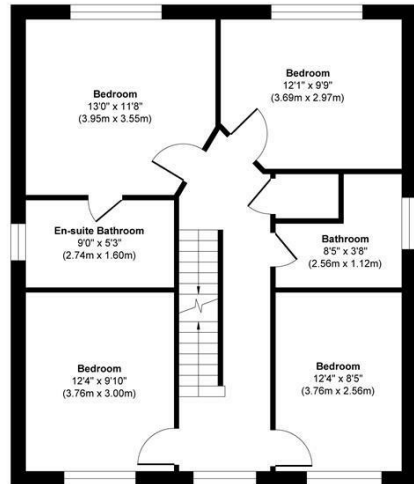 Bedroom
13'0" x 11'8"
(3.95m x 3.55m)
Bedroom
12'1" x 9'9"
(3.69m x 2.97m)
En-suite Bathroom
9'0" x 5'3"
(2.74m x 1.60m)
Bathroom
8'5" x 3'8"
(2.56m x 1.12m)
Bedroom
12'4" x 9'10"
(3.76m x 3.00m)
Bedroom
12'4" x 8'5"
(3.76m x 2.56m)